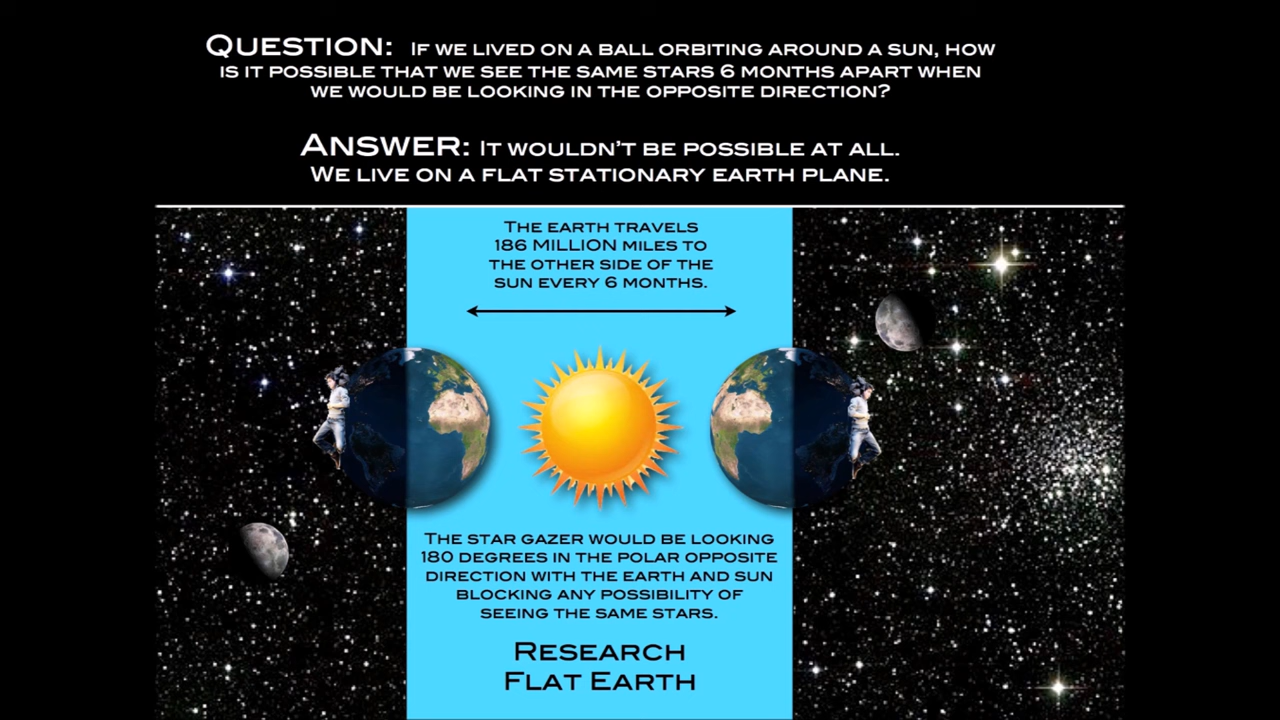 QUESTION: IF WE LIVED ON A BALL ORBITING AROUND A SUN, HOW
IS IT POSSIBLE THAT WE SEE THE SAME STARS 6 MONTHS APART WHEN
WE WOULD BE LOOKING IN THE OPPOSITE DIRECTION?
ANSWER: IT WOULDN'T BE POSSIBLE AT ALL.
WE LIVE ON A FLAT STATIONARY EARTH PLANE.
THE EARTH TRAVELS
186 MILLION MILES TO
THE OTHER SIDE OF THE
SUN EVERY 6 MONTHS.
THE STAR GAZER WOULD BE LOOKING
180 DEGREES IN THE POLAR OPPOSITE
DIRECTION WITH THE EARTH AND SUN
BLOCKING ANY POSSIBILITY OF
SEEING THE SAME STARS.
RESEARCH
FLAT EARTH